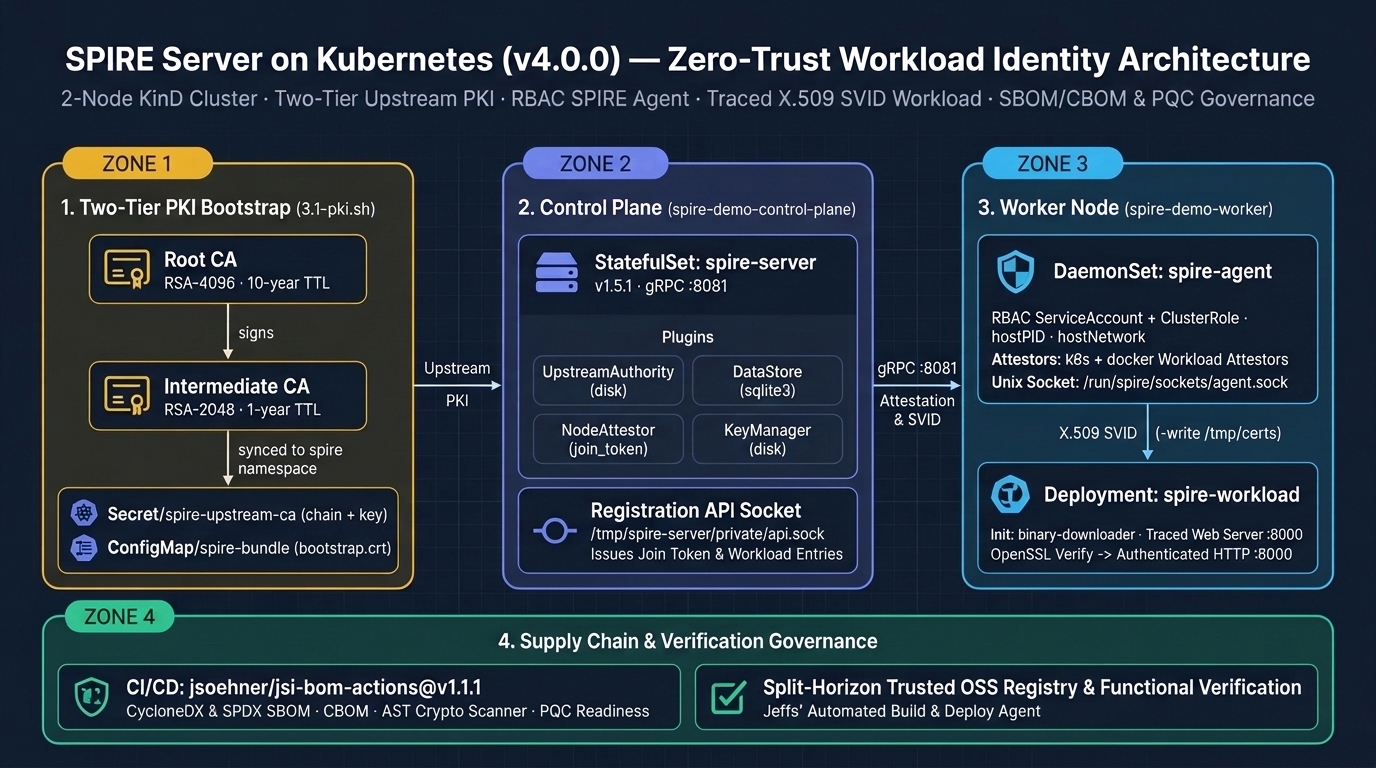 SPIRE Server on Kubernetes (v4.0.0) — Zero-Trust Workload Identity Architecture
2-Node KinD Cluster · Two-Tier Upstream PKI · RBAC SPIRE Agent · Traced X.509 SVID Workload · SBOM/CBOM & PQC Governance
ZONE 1
1. Two-Tier PKI Bootstrap (3.1-pki.sh)
Root CA
RSA-4096 · 10-year TTL
signs
Intermediate CA
RSA-2048 · 1-year TTL
synced to spire
namespace
Secret/spire-upstream-ca (chain + key)
ConfigMap/spire-bundle (bootstrap.crt)
Upstream
PKI
ZONE 2
2. Control Plane (spire-demo-control-plane)
StatefulSet: spire-server
v1.5.1 · gRPC :8081
Plugins
UpstreamAuthority
(disk)
DataStore
(sqlite3)
NodeAttestor
(join_token)
KeyManager
(disk)
Registration API Socket
/tmp/spire-server/private/api.sock
Issues Join Token & Workload Entries
gRPC :8081
Attestation
& SVID
ZONE 3
3. Worker Node (spire-demo-worker)
DaemonSet: spire-agent
RBAC ServiceAccount + ClusterRole ·
hostPID · hostNetwork
Attestors: K8s + docker Workload Attestors
Unix Socket: /run/spire/sockets/agent.sock
X.509 SVID (-write /tmp/certs)
Deployment: spire-workload
Init: binary-downloader · Traced Web Server :8000
OpenSSL Verify -> Authenticated HTTP :8000
ZONE 4
4. Supply Chain & Verification Governance
CI/CD: jsoehner/jsi-bom-actions@v1.1.1
CycloneDX & SPDX SBOM · CBOM · AST Crypto Scanner · PQC Readiness
Split-Horizon Trusted OSS Registry & Functional Verification
Jeffs' Automated Build & Deploy Agent